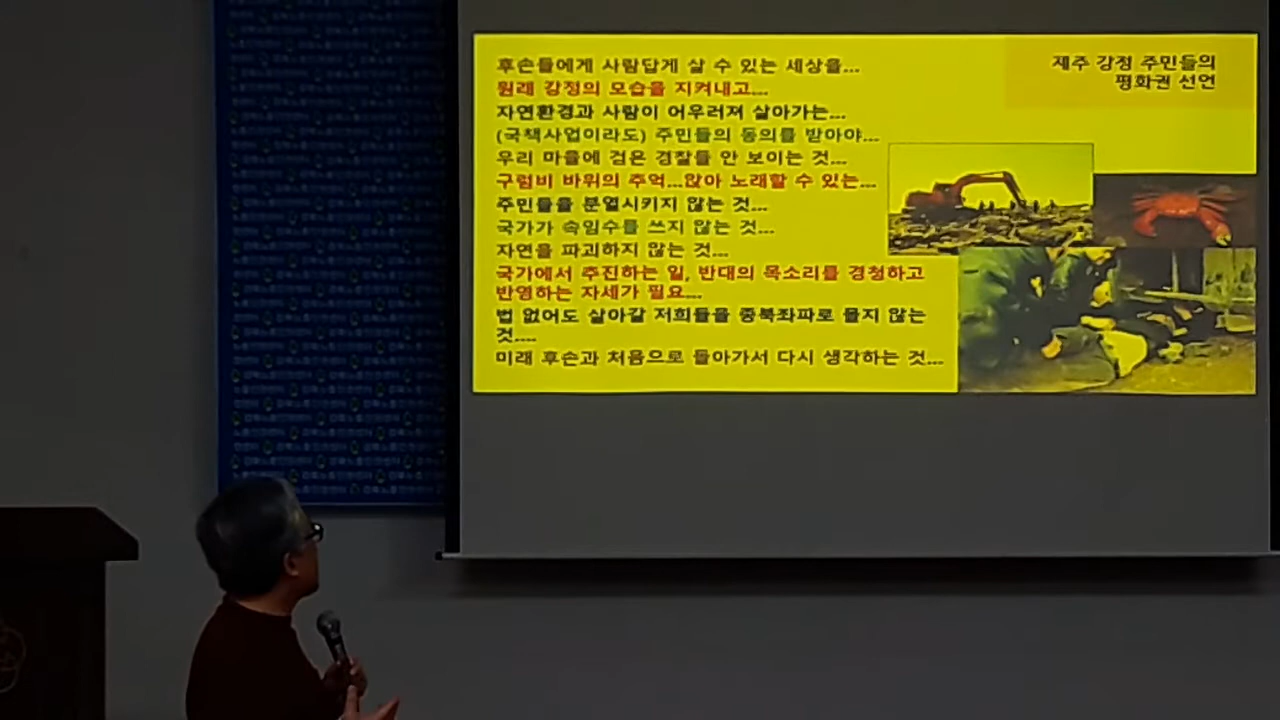 후손들에게 사람답게 살 수 있는 세상을...
원래 강정의 모습을 지켜내고...
자연환경과 사람이 어우러져 살아가는...
(국책사업이라도) 주민들의 동의를 받아야...
우리 마을에 검은 경찰들 안 보이는 것...
구럼비 바위의 추억...앉아 노래할 수 있는...
주민들을 분열시키지 않는 것...
국가가 속임수를 쓰지 않는 것...
자연을 파괴하지 않는 것...
국가에서 추진하는 일, 반대의 목소리를 경청하고
반영하는 자세가 필요...
법 없어도 살아갈 저희들을 종북좌파로 몰지 않는
것....
미래 후손과 처음으로 돌아가서 다시 생각하는 것...
제주 강정 주민들의
평화권 선언